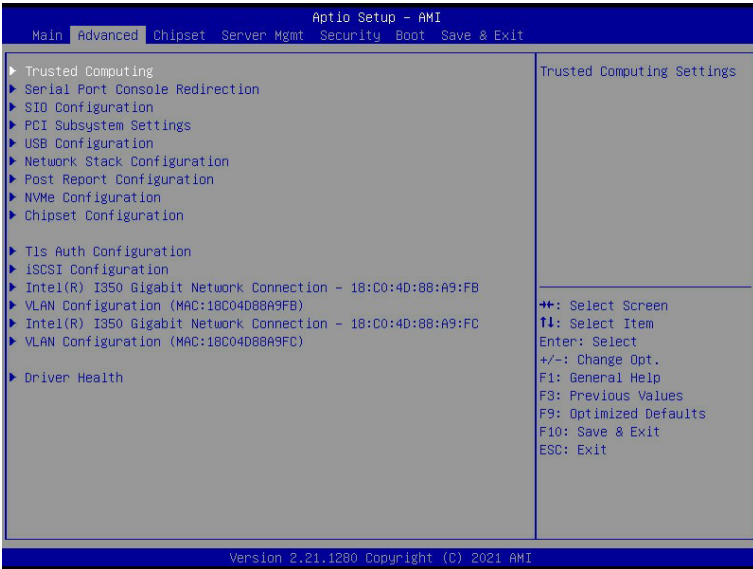 Aptio Setup – AMI
Main Advanced Chipset Server Mgmt Security Boot Save & Exit
Trusted Computing
Serial Port Console Redirection
SIO Configuration
PCI Subsystem Settings
USB Configuration
Network Stack Configuration
Post Report Configuration
NVMe Configuration
Chipset Configuration
Tls Auth Configuration
iSCSI Configuration
Intel(R) I350 Gigabit Network Connection – 18:C0:4D:88:A9:FB
VLAN Configuration (MAC:18C04D88A9FB)
Intel(R) I350 Gigabit Network Connection – 18:C0:4D:88:A9:FC
VLAN Configuration (MAC:18C04D88A9FC)
Driver Health
Trusted Computing Settings
→←: Select Screen
↑↓: Select Item
Enter: Select
+/-: Change Opt.
F1: General Help
F3: Previous Values
F9: Optimized Defaults
F10: Save & Exit
ESC: Exit
Version 2.21.1280 Copyright (C) 2021 AMI